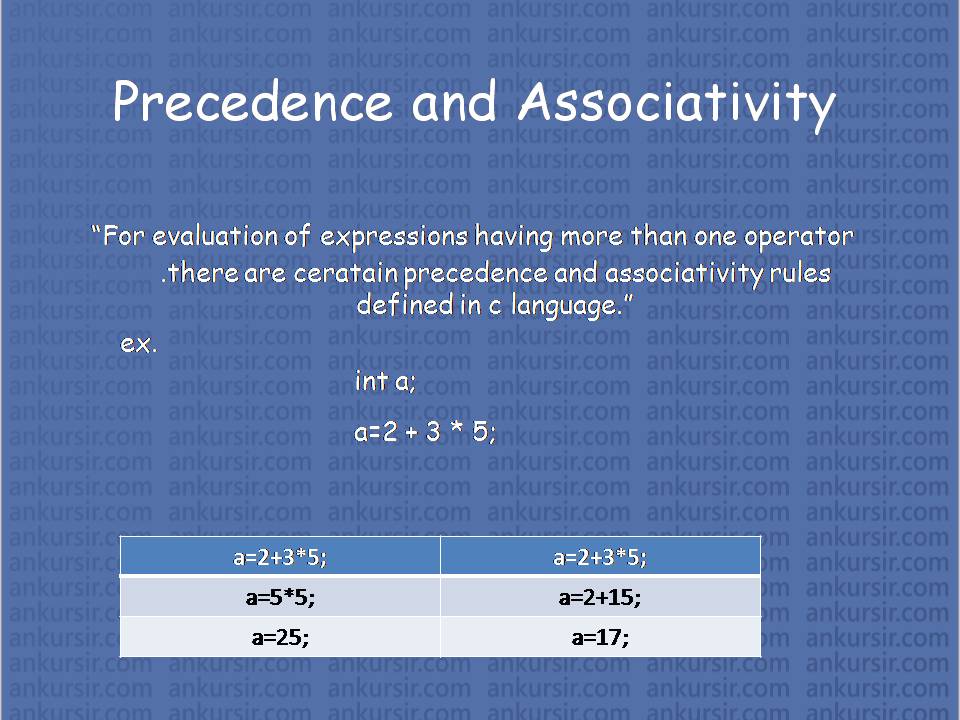 Precedence and Associativity
“For evaluation of expressions having more than one operator
.there are ceratain precedence and associativity rules
defined in c language.”
ex.
int a;
a=2 + 3 * 5;
a=2+3*5; a=2+3*5;
a=5*5; a=2+15;
a=25; a=17;
ankursir.com